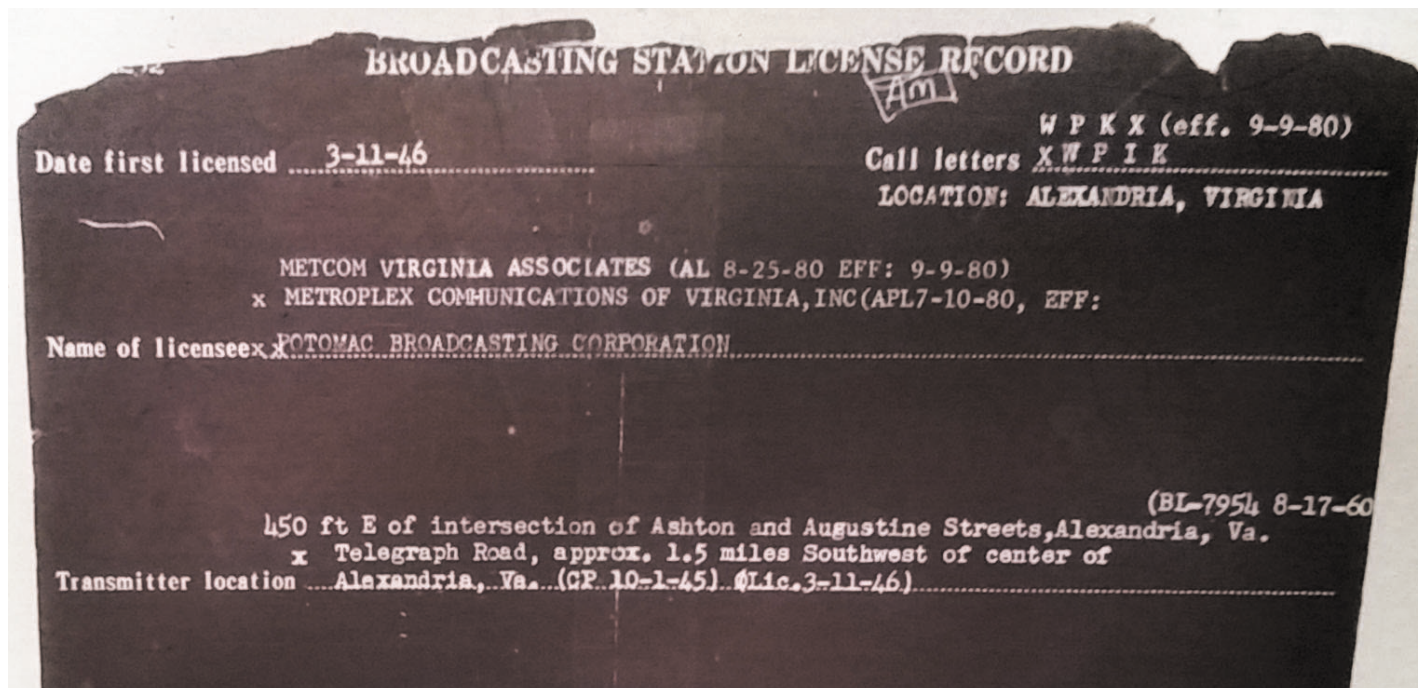 BROADCASTING STATION LICENSE RECORD
AM
W P K X (eff. 9-9-80)
Date first licensed 3-11-46
Call letters X W P I K
LOCATION: ALEXANDRIA, VIRGINIA
METCOM VIRGINIA ASSOCIATES (AL 8-25-80 EFF: 9-9-80)
x METROPLEX COMMUNICATIONS OF VIRGINIA,INC(APL7-10-80, EFF:
Name of licensee x x POTOMAC BROADCASTING CORPORATION
(BL-7954 8-17-60
450 ft E of intersection of Ashton and Augustine Streets,Alexandria, Va.
x Telegraph Road, approx. 1.5 miles Southwest of center of
Transmitter location Alexandria, Va. (CP 10-1-45) (Lic.3-11-46)